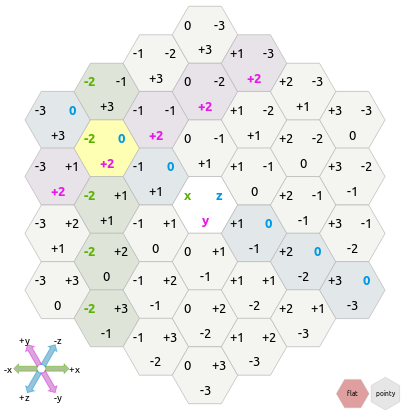 0 -3
-1 -2 +3 +1 -3
-2 -1 +3 0 -2 +2 +2 -3
-3 0 +3 -1 -1 +2 +1 -2 +1 +3 -3
+3 -2 0 +2 0 -1 +1 +2 -2 0
-3 +1 +2 -1 0 +1 +1 -1 0 +3 -2
+2 -2 +1 +1 x z 0 +2 -1 -1
-3 +2 +1 -1 +1 y +1 0 -1 +3 -1
+1 -2 +2 0 0 +1 -1 +2 0 -2
-3 +3 0 -1 +2 -1 +1 +1 -2 +3 0
0 -2 +3 -1 0 +2 -2 +2 +1 -3
-1 -1 +3 -2 +1 +2 -3
+y -z
-x +x
+z -y
-2 0 +3 -3
-3
flat pointy